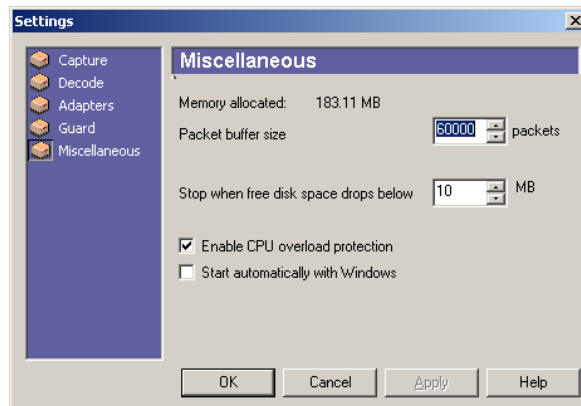 Settings
Capture
Decode
Adapters
Guard
Miscellaneous
Miscellaneous
Memory allocated: 183.11 MB
Packet buffer size 60000 packets
Stop when free disk space drops below 10 MB
Enable CPU overload protection
Start automatically with Windows
OK Cancel Apply Help